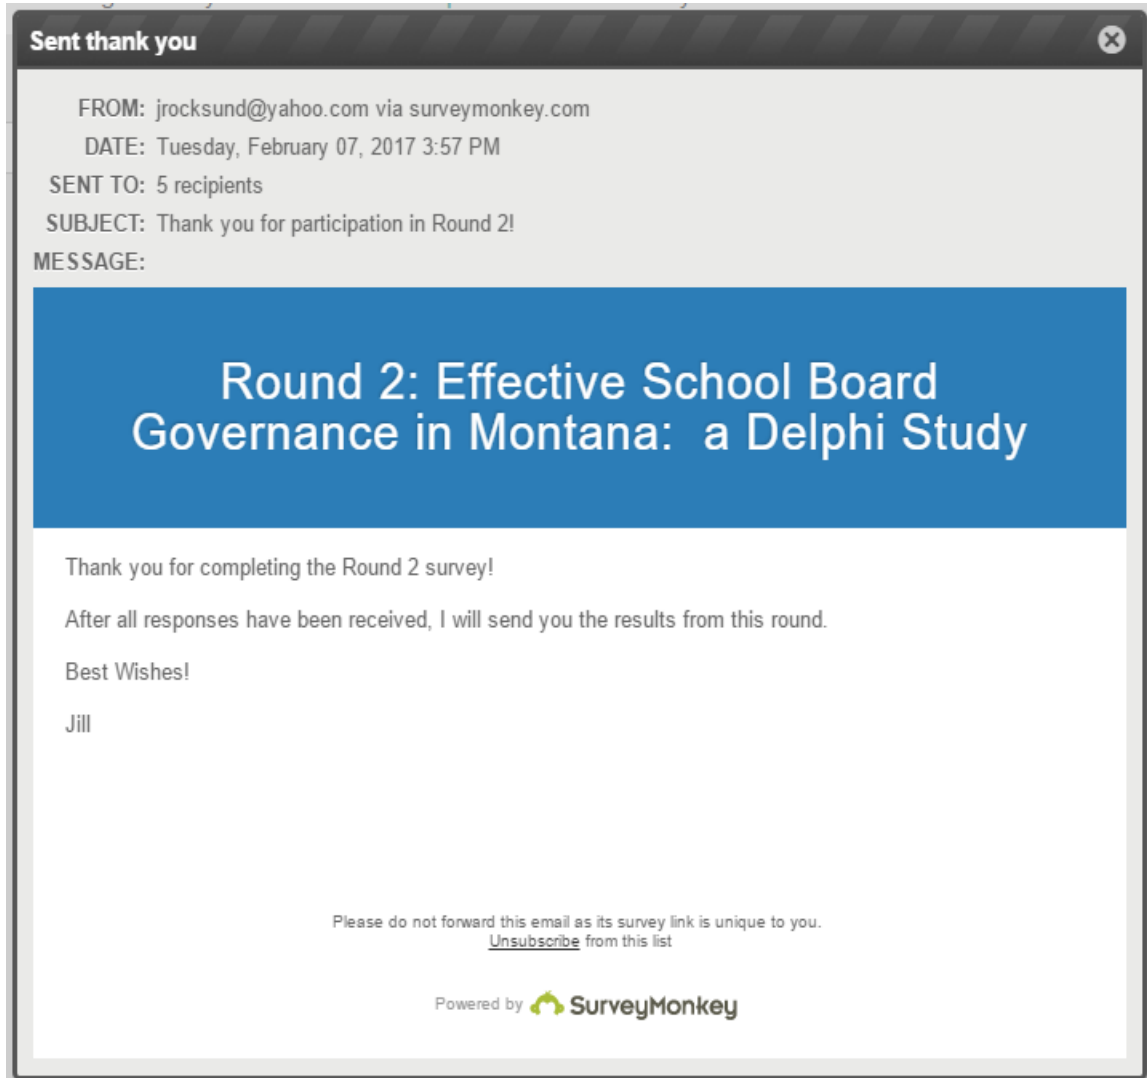 Sent thank you
FROM: jrocksund@yahoo.com via surveymonkey.com
DATE: Tuesday, February 07, 2017 3:57 PM
SENT TO: 5 recipients
SUBJECT: Thank you for participation in Round 2!
MESSAGE:
Round 2: Effective School Board
Governance in Montana:  a Delphi Study
Thank you for completing the Round 2 survey!
After all responses have been received, I will send you the results from this round.
Best Wishes!
Jill
Please do not forward this email as its survey link is unique to you.
Unsubscribe from this list
Powered by SurveyMonkey